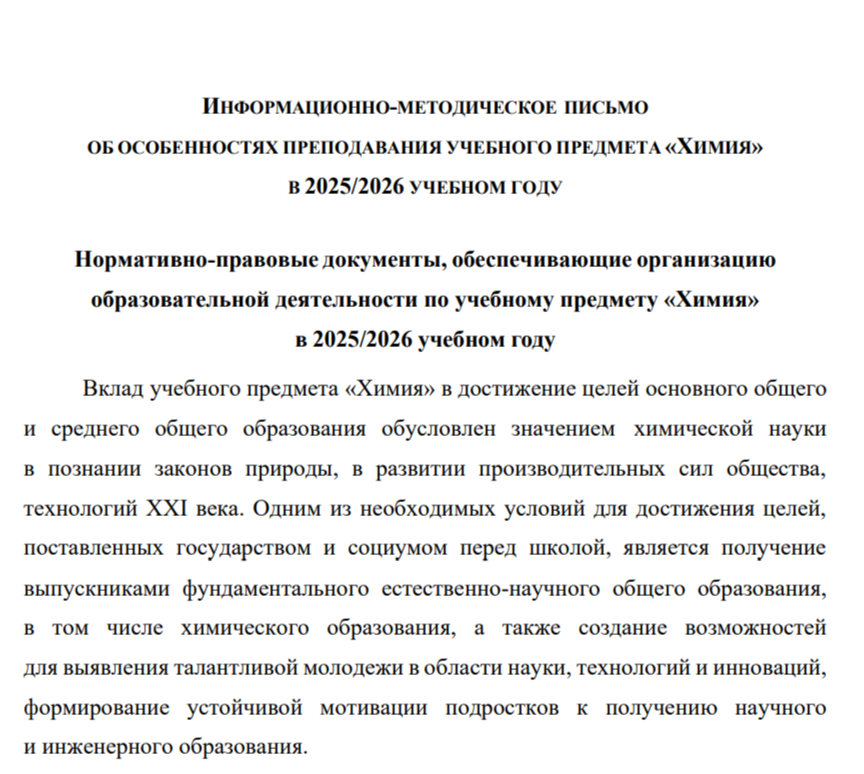 Информационно-методическое письмо
об особенностях преподавания учебного предмета «Химия»
в 2025/2026 учебном году
Нормативно-правовые документы, обеспечивающие организацию
образовательной деятельности по учебному предмету «Химия»
в 2025/2026 учебном году
Вклад учебного предмета «Химия» в достижение целей основного общего
и среднего общего образования обусловлен значением химической науки
в познании законов природы, в развитии производительных сил общества,
технологий XXI века. Одним из необходимых условий для достижения целей,
поставленных государством и социумом перед школой, является получение
выпускниками фундаментального естественно-научного общего образования,
в том числе химического образования, а также создание возможностей
для выявления талантливой молодежи в области науки, технологий и инноваций,
формирование устойчивой мотивации подростков к получению научного
и инженерного образования.